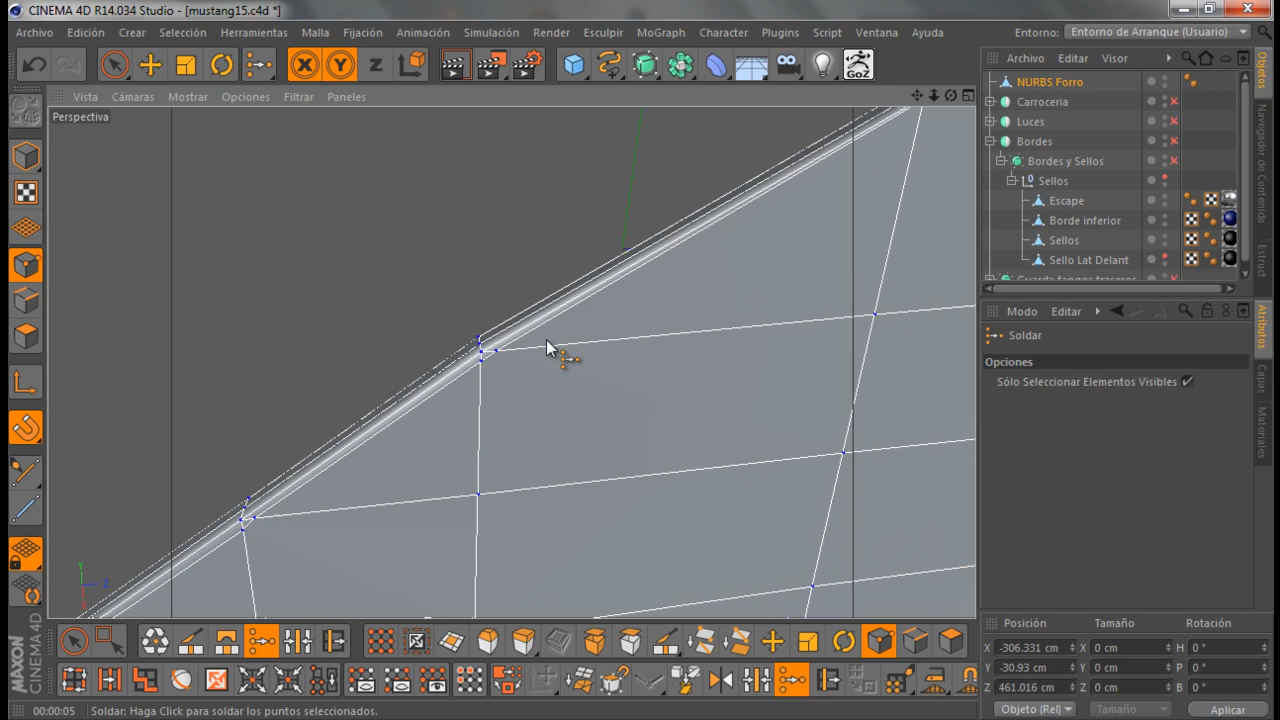 CINEMA 4D R14.034 Studio - [mustang15.c4d *]
Archivo Edición Crear Selección Herramientas Malla Fijación Animación Simulación Render Esculpir MoGraph Character Plugins Script Ventana Ayuda Entorno: Entorno de Arranque (Usuario)
X Y Z GoZ
Archivo Editar Visor
Vista Cámaras Mostrar Opciones Filtrar Paneles
Perspectiva
NURBS Forro
Carroceria
Luces
Bordes
Bordes y Sellos
Sellos
Escape
Borde inferior
Sellos
Sello Lat Delant
Guarda fangos traseros
Objetos
Navegador de Contenido
Estruct
Modo Editar
Soldar
Opciones
Sólo Seleccionar Elementos Visibles
Atributos
Capas
Materiales
Y
Z
Posición Tamaño Rotación
X -306.331 cm X 0 cm H 0 °
Y -30.93 cm Y 0 cm P 0 °
Z 461.016 cm Z 0 cm B 0 °
Objeto (Rel) Tamaño Aplicar
MAXON
CINEMA 4D
00:00:05 Soldar: Haga Click para soldar los puntos seleccionados.